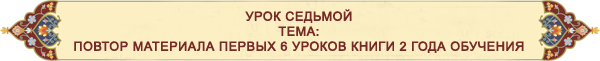 УРОК СЕДЬМОЙ
ТЕМА:
ПОВТОР МАТЕРИАЛА ПЕРВЫХ 6 УРОКОВ КНИГИ 2 ГОДА ОБУЧЕНИЯ